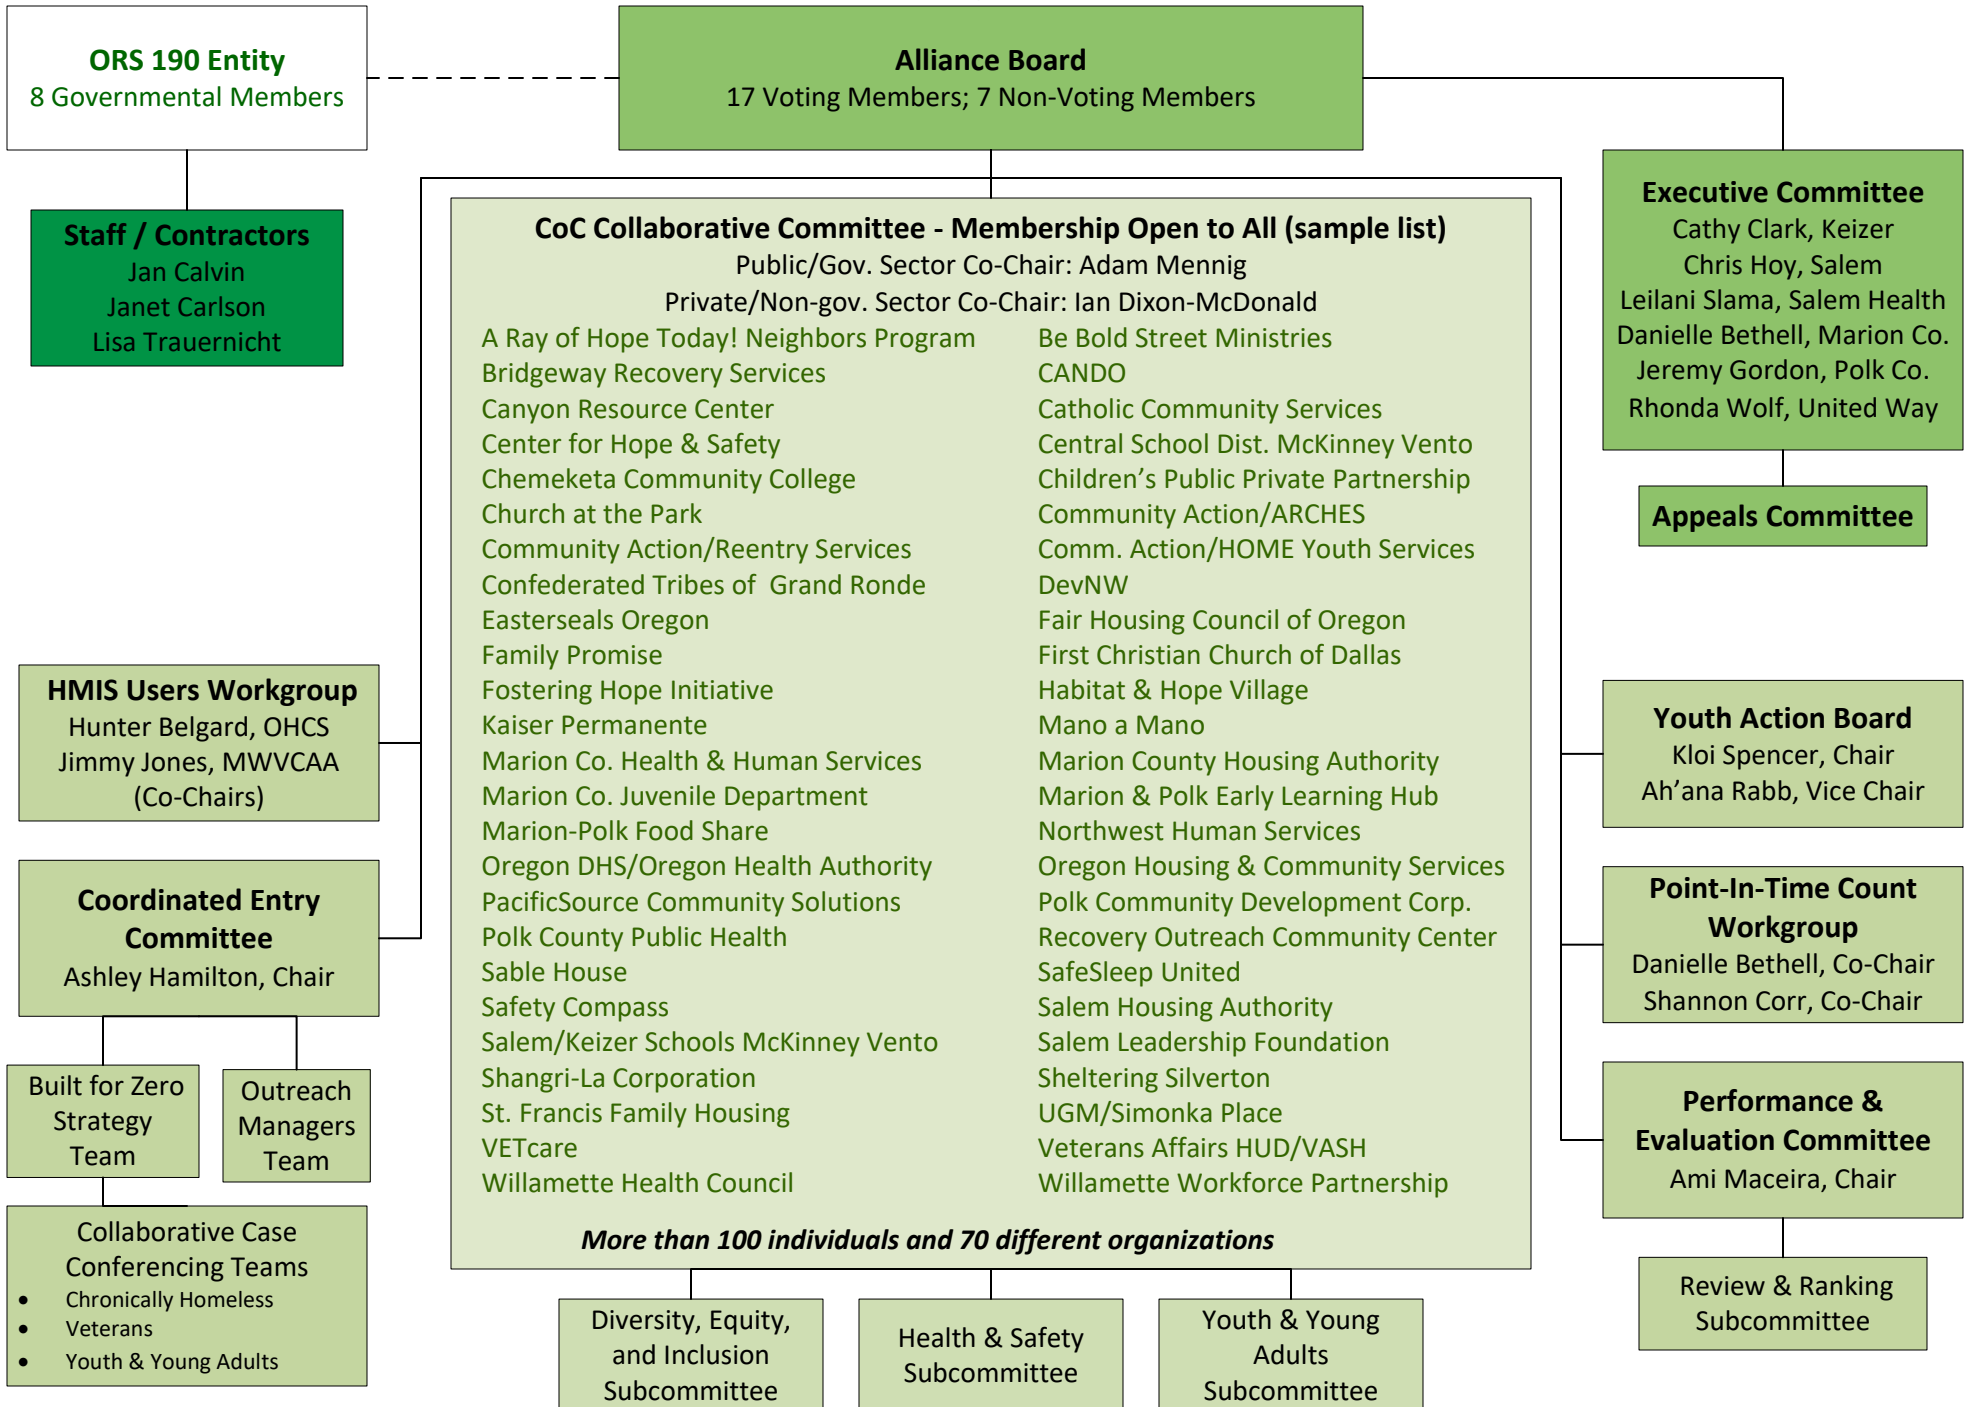 ORS 190 Entity
8 Governmental Members
Alliance Board
17 Voting Members; 7 Non-Voting Members
Staff / Contractors
Jan Calvin
Janet Carlson
Lisa Trauernicht
Executive Committee
Cathy Clark, Keizer
Chris Hoy, Salem
Leilani Slama, Salem Health
Danielle Bethell, Marion Co.
Jeremy Gordon, Polk Co.
Rhonda Wolf, United Way
Appeals Committee
CoC Collaborative Committee - Membership Open to All (sample list)
Public/Gov. Sector Co-Chair: Adam Mennig
Private/Non-gov. Sector Co-Chair: Ian Dixon-McDonald
A Ray of Hope Today! Neighbors Program
Bridgeway Recovery Services
Canyon Resource Center
Center for Hope & Safety
Chemeketa Community College
Church at the Park
Community Action/Reentry Services
Confederated Tribes of Grand Ronde
Easterseals Oregon
Family Promise
Fostering Hope Initiative
Kaiser Permanente
Marion Co. Health & Human Services
Marion Co. Juvenile Department
Marion-Polk Food Share
Oregon DHS/Oregon Health Authority
PacificSource Community Solutions
Polk County Public Health
Sable House
Safety Compass
Salem/Keizer Schools McKinney Vento
Shangri-La Corporation
St. Francis Family Housing
VETcare
Willamette Health Council
Be Bold Street Ministries
CANDO
Catholic Community Services
Central School Dist. McKinney Vento
Children’s Public Private Partnership
Community Action/ARCHES
Comm. Action/HOME Youth Services
DevNW
Fair Housing Council of Oregon
First Christian Church of Dallas
Habitat & Hope Village
Mano a Mano
Marion County Housing Authority
Marion & Polk Early Learning Hub
Northwest Human Services
Oregon Housing & Community Services
Polk Community Development Corp.
Recovery Outreach Community Center
SafeSleep United
Salem Housing Authority
Salem Leadership Foundation
Sheltering Silverton
UGM/Simonka Place
Veterans Affairs HUD/VASH
Willamette Workforce Partnership
More than 100 individuals and 70 different organizations
HMIS Users Workgroup
Hunter Belgard, OHCS
Jimmy Jones, MWVCAA
(Co-Chairs)
Coordinated Entry
Committee
Ashley Hamilton, Chair
Built for Zero
Strategy
Team
Outreach
Managers
Team
Collaborative Case
Conferencing Teams
• Chronically Homeless
• Veterans
• Youth & Young Adults
Youth Action Board
Kloi Spencer, Chair
Ah’ana Rabb, Vice Chair
Point-In-Time Count
Workgroup
Danielle Bethell, Co-Chair
Shannon Corr, Co-Chair
Performance &
Evaluation Committee
Ami Maceira, Chair
Review & Ranking
Subcommittee
Diversity, Equity,
and Inclusion
Subcommittee
Health & Safety
Subcommittee
Youth & Young
Adults
Subcommittee